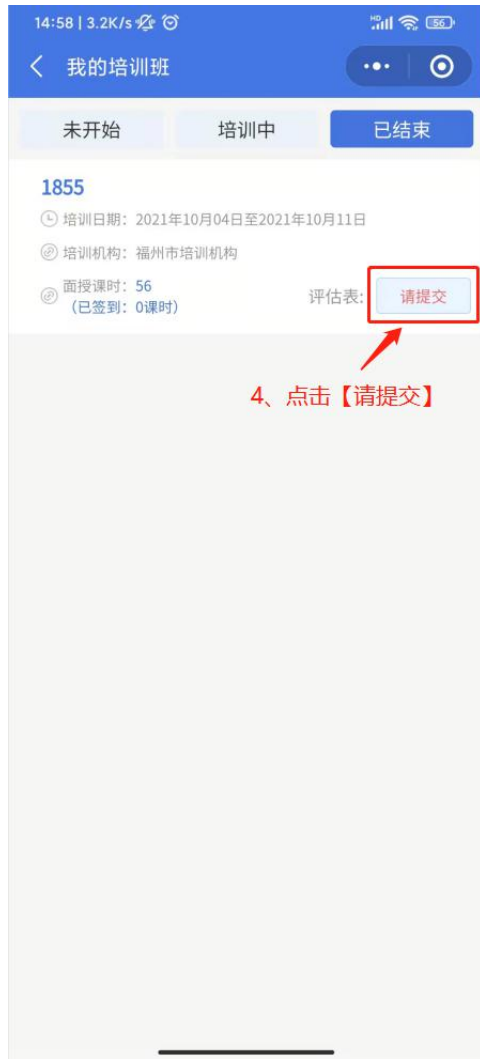 14:58 | 3.2K/s
HD
56
我的培训班
未开始
培训中
已结束
1855
培训日期：2021年10月04日至2021年10月11日
培训机构：福州市培训机构
面授课时：56
（已签到：0课时）
评估表:
请提交
4、点击【请提交】